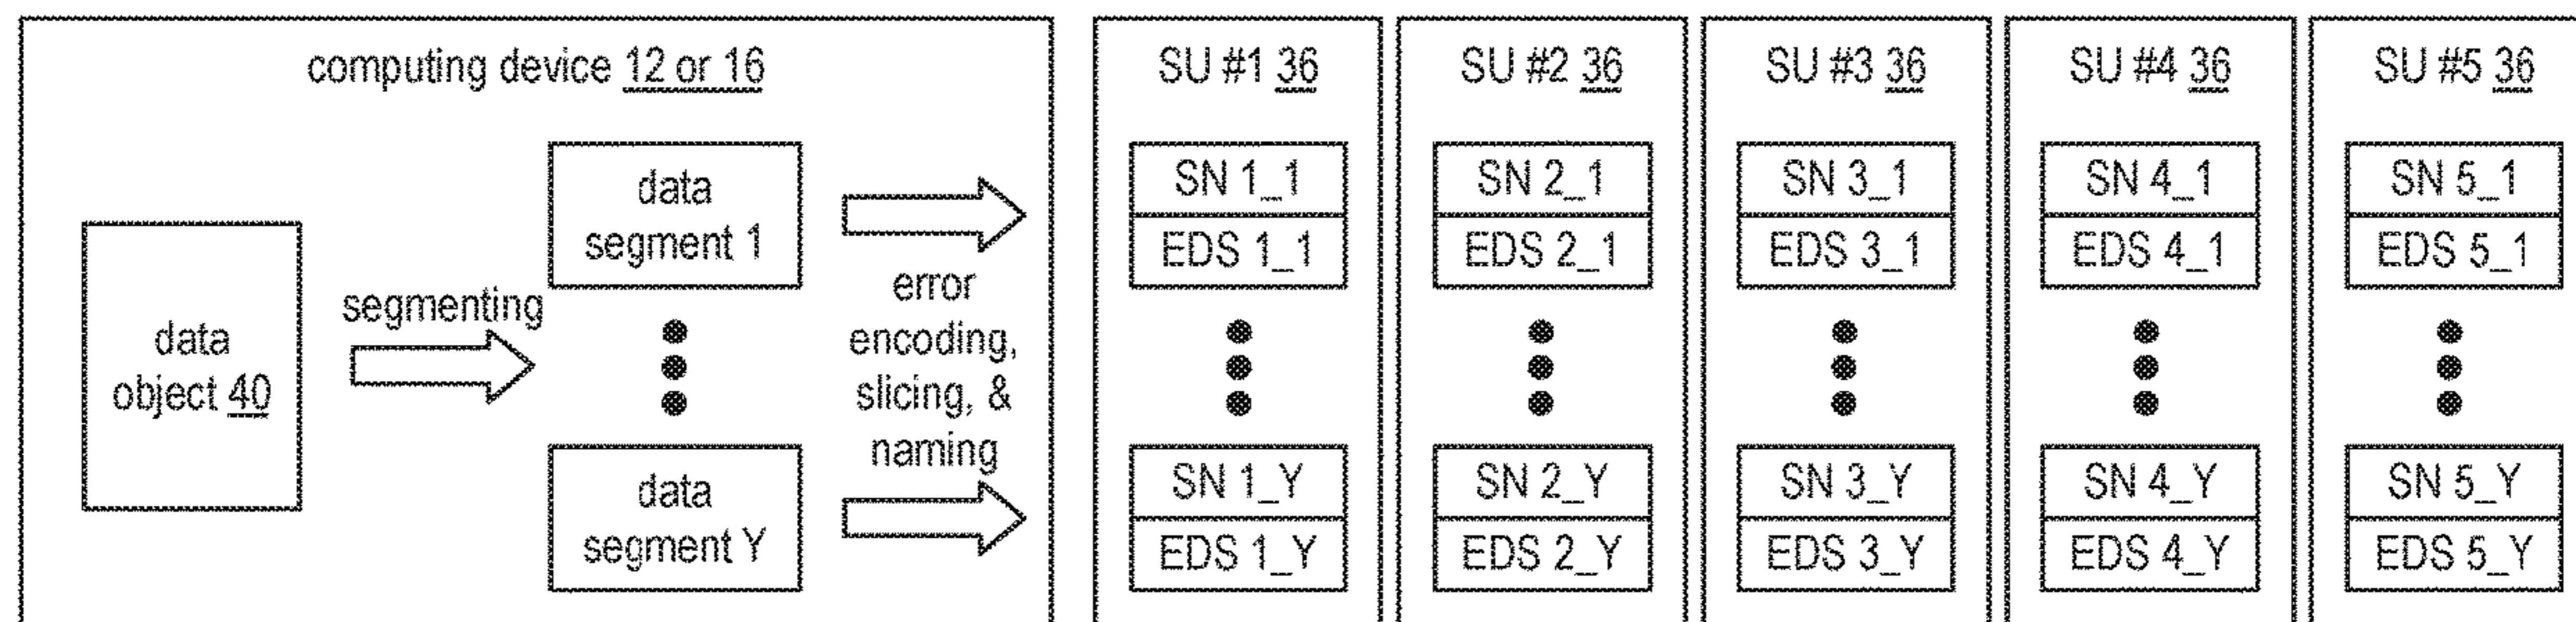 computing device 12 or 16
data
object 40
segmenting
data
segment 1
data
segment Y
error
encoding,
slicing, &
naming
SU #1 36
SN 1_1
EDS 1_1
SN 1_Y
EDS 1_Y
SU #2 36
SN 2_1
EDS 2_1
SN 2_Y
EDS 2_Y
SU #3 36
SN 3_1
EDS 3_1
SN 3_Y
EDS 3_Y
SU #4 36
SN 4_1
EDS 4_1
SN 4_Y
EDS 4_Y
SU #5 36
SN 5_1
EDS 5_1
SN 5_Y
EDS 5_Y